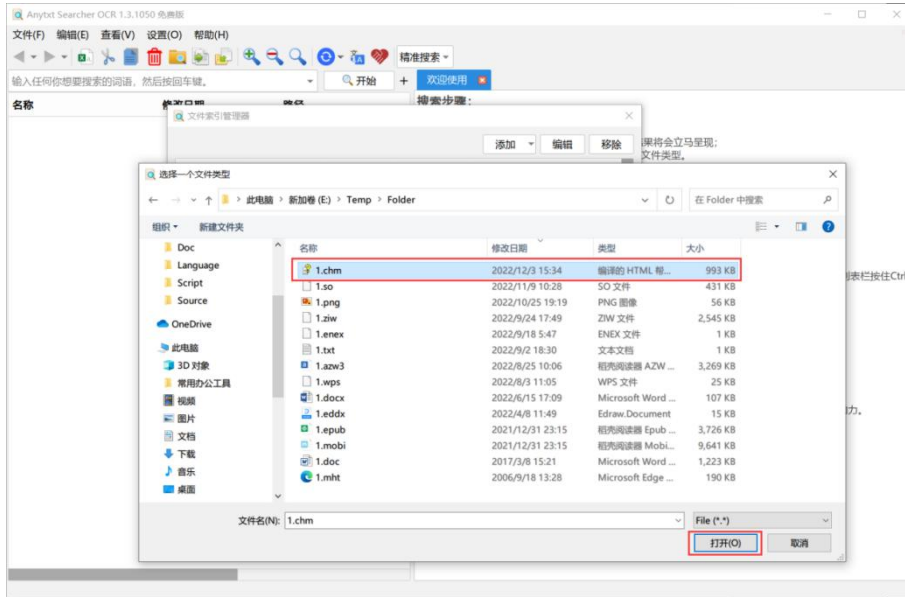 Anytxt Searcher OCR 1.3.1050 免费版
文件(F) 编辑(E) 查看(V) 设置(O) 帮助(H)
精准搜索
输入任何你想要搜索的词语，然后按回车键。 开始 + 欢迎使用
名称 修改日期 路径 搜索步骤:
文件索引管理器
果将会立马呈现;
添加 编辑 移除
文件类型。
选择一个文件类型
此电脑 > 新加卷 (E:) > Temp > Folder 在 Folder 中搜索
组织 新建文件夹
Doc
Language
Script
Source
OneDrive
此电脑
3D 对象
常用办公工具
视频
图片
文档
下载
音乐
桌面
名称 修改日期 类型 大小
1.chm 2022/12/3 15:34 编译的 HTML 帮... 993 KB
1.so 2022/11/9 10:28 SO 文件 431 KB
1.png 2022/10/25 19:19 PNG 图像 56 KB
1.ziw 2022/9/24 17:49 ZIW 文件 2,545 KB
1.enex 2022/9/18 5:47 ENEX 文件 1 KB
1.txt 2022/9/2 18:30 文本文档 1 KB
1.azw3 2022/8/25 10:06 稻壳阅读器 AZW ... 3,269 KB
1.wps 2022/8/3 11:05 WPS 文件 25 KB
1.docx 2022/6/15 17:09 Microsoft Word ... 107 KB
1.eddx 2022/4/8 11:49 Edraw.Document 15 KB
1.epub 2021/12/31 23:15 稻壳阅读器 Epub ... 3,726 KB
1.mobi 2021/12/31 23:15 稻壳阅读器 Mobi... 9,641 KB
1.doc 2017/3/8 15:21 Microsoft Word ... 1,223 KB
1.mht 2006/9/18 13:28 Microsoft Edge ... 190 KB
列表栏按住Ctrl
力。
文件名(N): 1.chm File (*.*)
打开(O) 取消